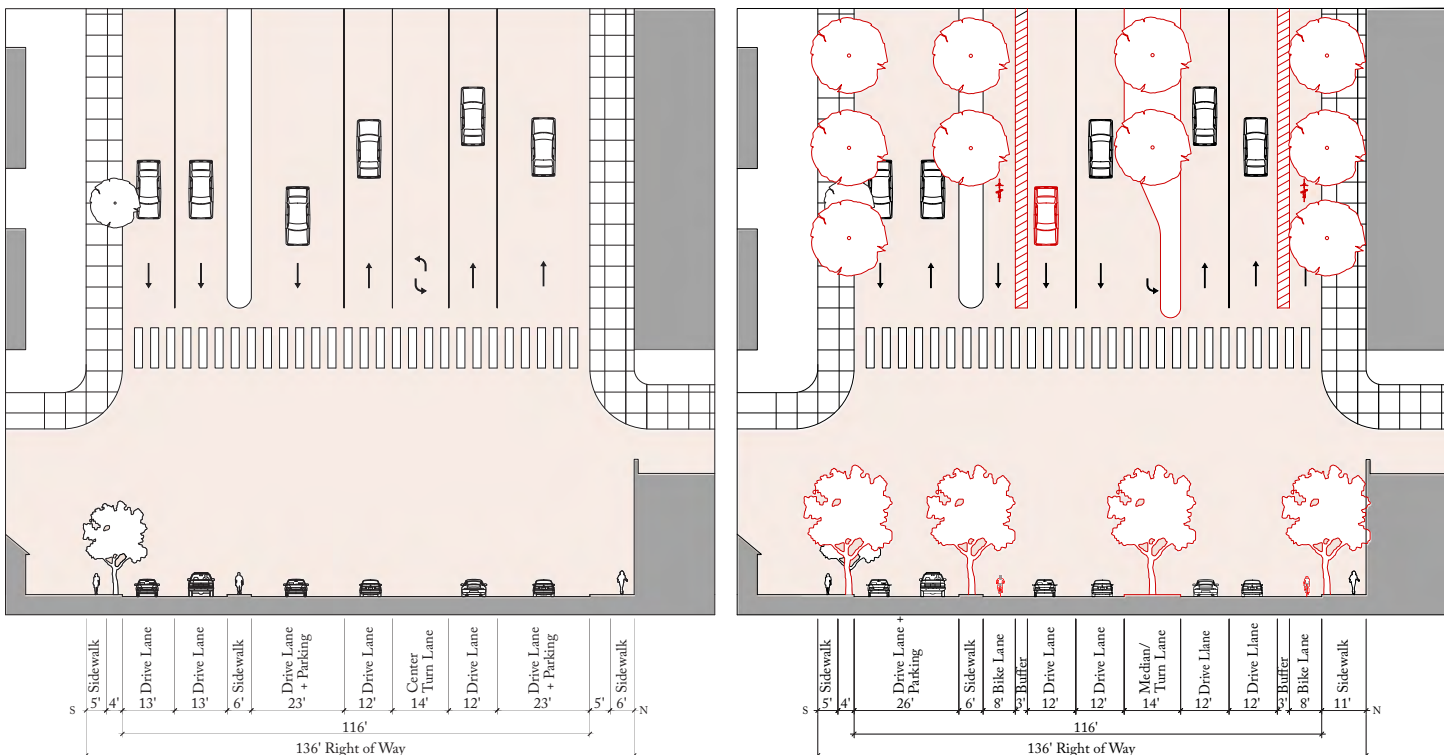 5' Sidewalk
4'
13' Drive Lane
13' Drive Lane
6' Sidewalk
Drive Lane
+ Parking
23'
12' Drive Lane
Center
Turn Lane
14'
12' Drive Lane
Drive Lane
+ Parking
23'
5'
6' Sidewalk
S
N
116'
136' Right of Way
Sidewalk
5'
4'
Drive Lane +
Parking
26'
Sidewalk
6'
8' Bike Lane
3' Buffer
Drive Lane
12'
Drive Lane
12'
Median/
Turn Lane
14'
12' Drive Llane
Drive Lane
12'
3' Buffer
8' Bike Lane
Sidewalk
11'
S
N
116'
136' Right of Way